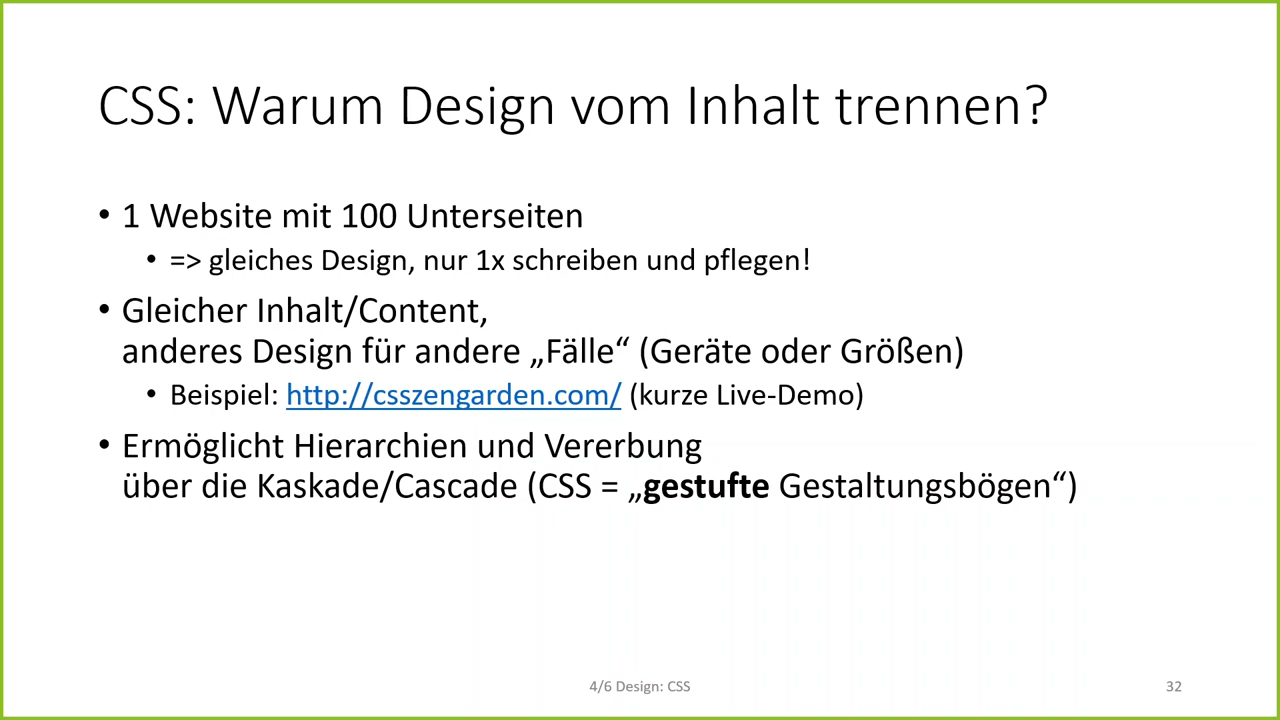 CSS: Warum Design vom Inhalt trennen?
• 1 Website mit 100 Unterseiten
• => gleiches Design, nur 1x schreiben und pflegen!
• Gleicher Inhalt/Content,
anderes Design für andere „Fälle“ (Geräte oder Größen)
• Beispiel: http://csszengarden.com/ (kurze Live-Demo)
• Ermöglicht Hierarchien und Vererbung
über die Kaskade/Cascade (CSS = „gestufte Gestaltungsbögen“)
4/6 Design: CSS
32